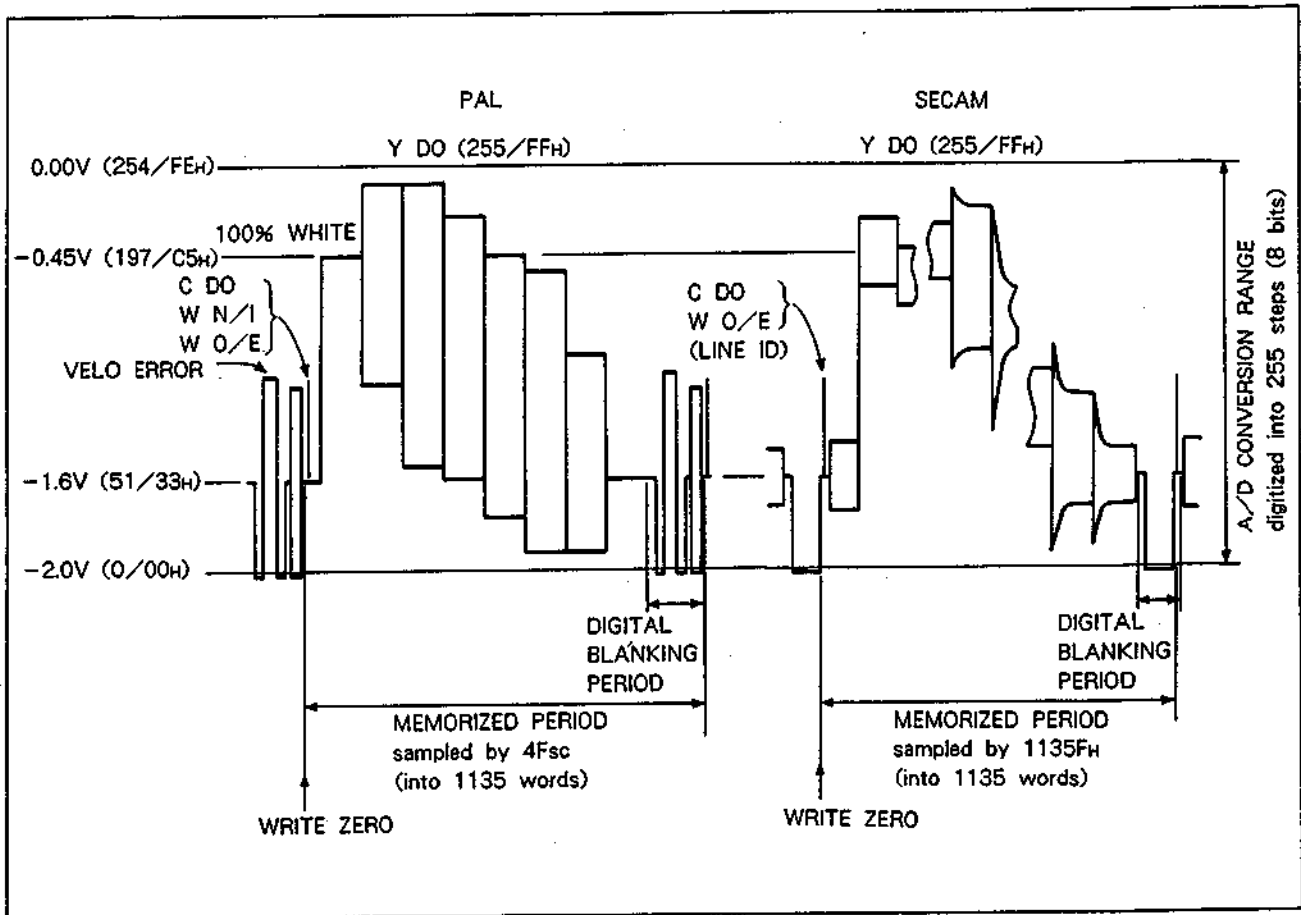 PAL
SECAM
Y DO (255/FFH)
Y DO (255/FFH)
0.00V (254/FEH)
100% WHITE
-0.45V (197/C5H)
C DO
W N/I
W O/E
VELO ERROR
C DO
W O/E
(LINE ID)
-1.6V (51/33H)
-2.0V (0/00H)
A/D CONVERSION RANGE
digitized into 255 steps (8 bits)
DIGITAL
BLANKING
PERIOD
DIGITAL
BLANKING
PERIOD
MEMORIZED PERIOD
sampled by 4Fsc
(into 1135 words)
MEMORIZED PERIOD
sampled by 1135FH
(into 1135 words)
WRITE ZERO
WRITE ZERO